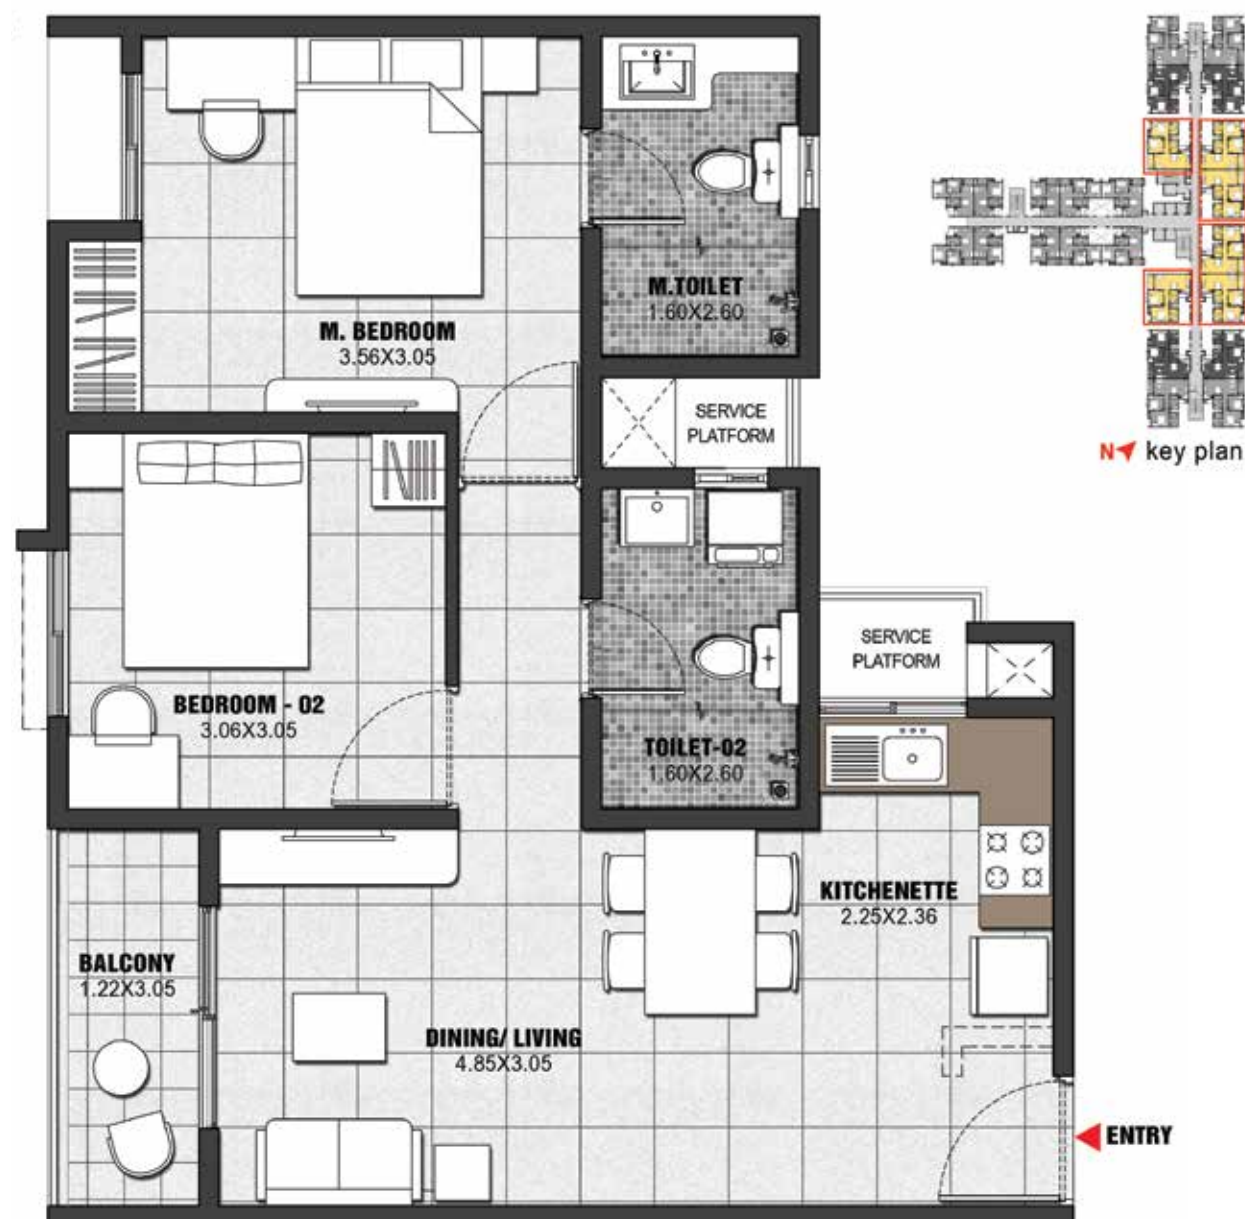 M. BEDROOM
3.56X3.05
M.TOILET
1.60X2.60
SERVICE
PLATFORM
N key plan
BEDROOM - 02
3.06X3.05
TOILET-02
1.60X2.60
SERVICE
PLATFORM
KITCHENETTE
2.25X2.36
BALCONY
1.22X3.05
DINING/ LIVING
4.85X3.05
ENTRY